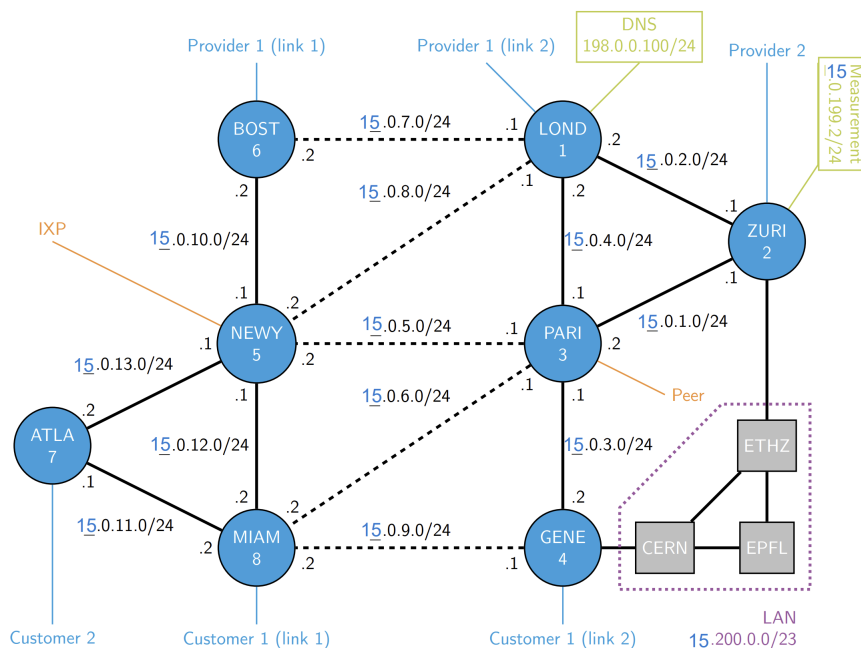 DNS
198.0.0.100/24
Provider 1 (link 1)
Provider 1 (link 2)
Provider 2
Measurement
15.0.199.2/24
BOST
6
15.0.7.0/24
.1
.2
LOND
1
.2
15.0.2.0/24
.1
.2
15.0.8.0/24
.1
.2
ZURI
2
IXP
15.0.10.0/24
15.0.4.0/24
.1
.1
.2
.1
NEWY
5
.1
.2
15.0.5.0/24
.1
PARI
3
.2
15.0.1.0/24
15.0.13.0/24
.2
.1
15.0.6.0/24
.1
.1
Peer
ATLA
7
.1
15.0.12.0/24
15.0.3.0/24
ETHZ
15.0.11.0/24
.2
.2
.2
.2
MIAM
8
.2
15.0.9.0/24
.1
GENE
4
CERN
EPFL
LAN
15.200.0.0/23
Customer 2
Customer 1 (link 1)
Customer 1 (link 2)